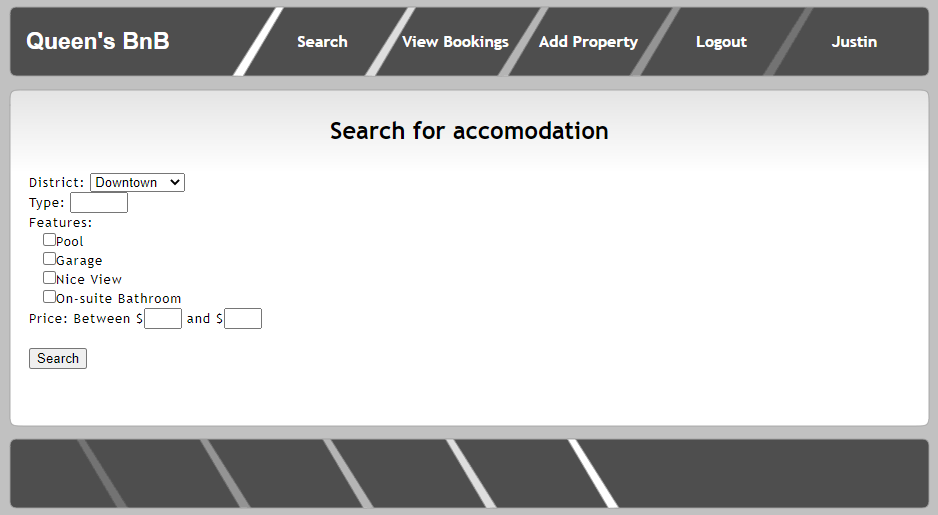 Queen's BnB Search View Bookings Add Property Logout Justin
Search for accomodation
District: Downtown
Type:
Features:
Pool
Garage
Nice View
On-suite Bathroom
Price: Between $ and $
Search